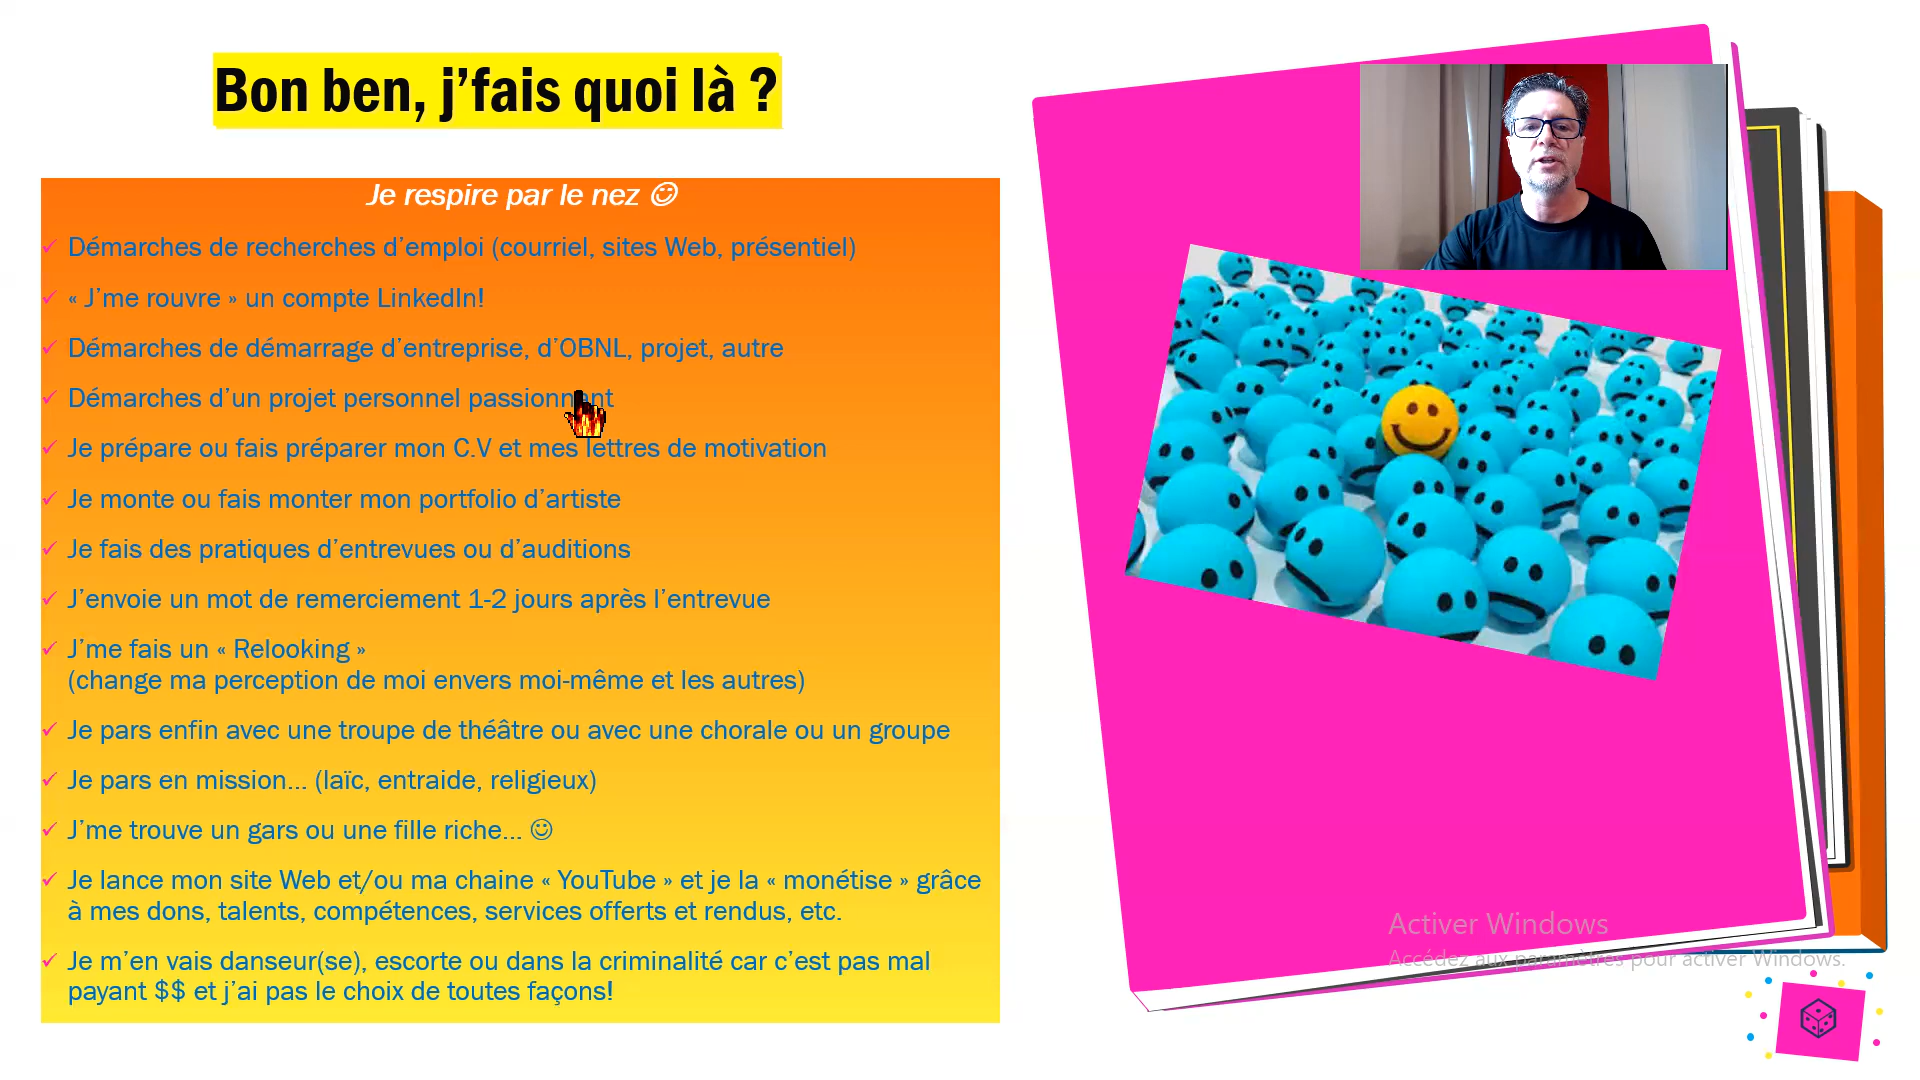 Bon ben, j’fais quoi là ?
Je respire par le nez ☺
✓ Démarches de recherches d’emploi (courriel, sites Web, présentiel)
✓ « J’me rouvre » un compte LinkedIn!
✓ Démarches de démarrage d’entreprise, d’OBNL, projet, autre
✓ Démarches d’un projet personnel passionnant
✓ Je prépare ou fais préparer mon C.V et mes lettres de motivation
✓ Je monte ou fais monter mon portfolio d’artiste
✓ Je fais des pratiques d’entrevues ou d’auditions
✓ J’envoie un mot de remerciement 1-2 jours après l’entrevue
✓ J’me fais un « Relooking »
(change ma perception de moi envers moi-même et les autres)
✓ Je pars enfin avec une troupe de théâtre ou avec une chorale ou un groupe
✓ Je pars en mission... (laïc, entraide, religieux)
✓ J’me trouve un gars ou une fille riche... ☺
✓ Je lance mon site Web et/ou ma chaine « YouTube » et je la « monétise » grâce
à mes dons, talents, compétences, services offerts et rendus, etc.
✓ Je m’en vais danseur(se), escorte ou dans la criminalité car c’est pas mal
payant $$ et j’ai pas le choix de toutes façons!
Activer Windows
Accédez aux paramètres pour activer Windows.